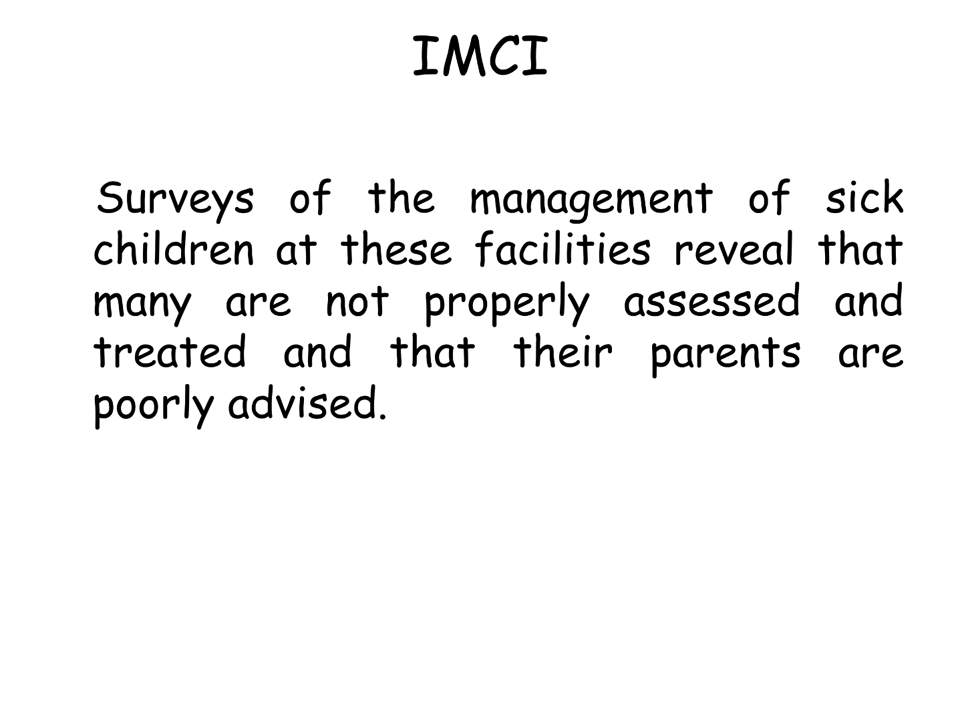 IMCI
Surveys of the management of sick
children at these facilities reveal that
many are not properly assessed and
treated and that their parents are
poorly advised.